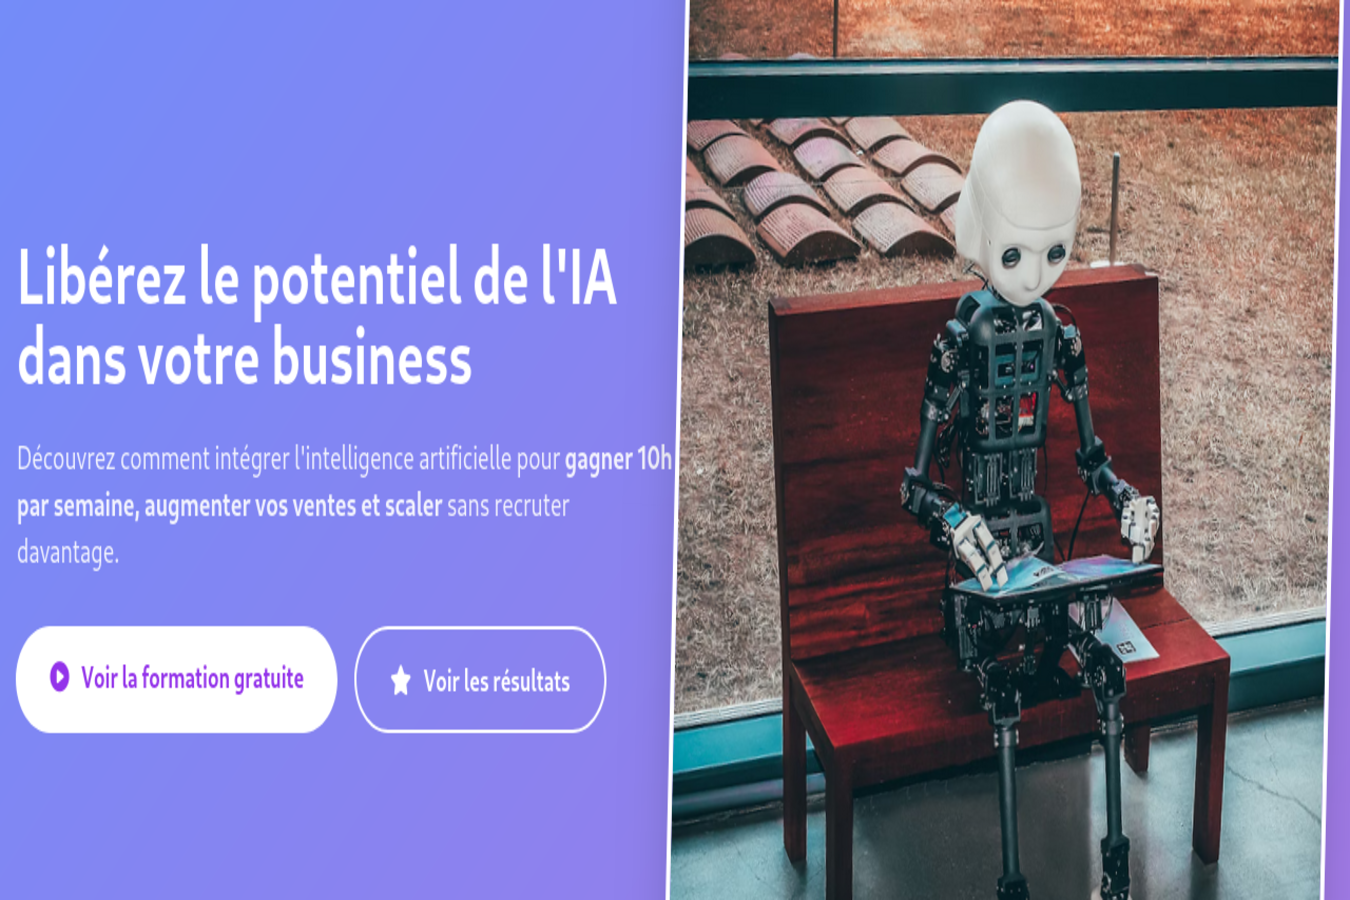 Libérez le potentiel de l'IA
dans votre business
Découvrez comment intégrer l'intelligence artificielle pour gagner 10h
par semaine, augmenter vos ventes et scaler sans recruter
davantage.
Voir la formation gratuite
Voir les résultats